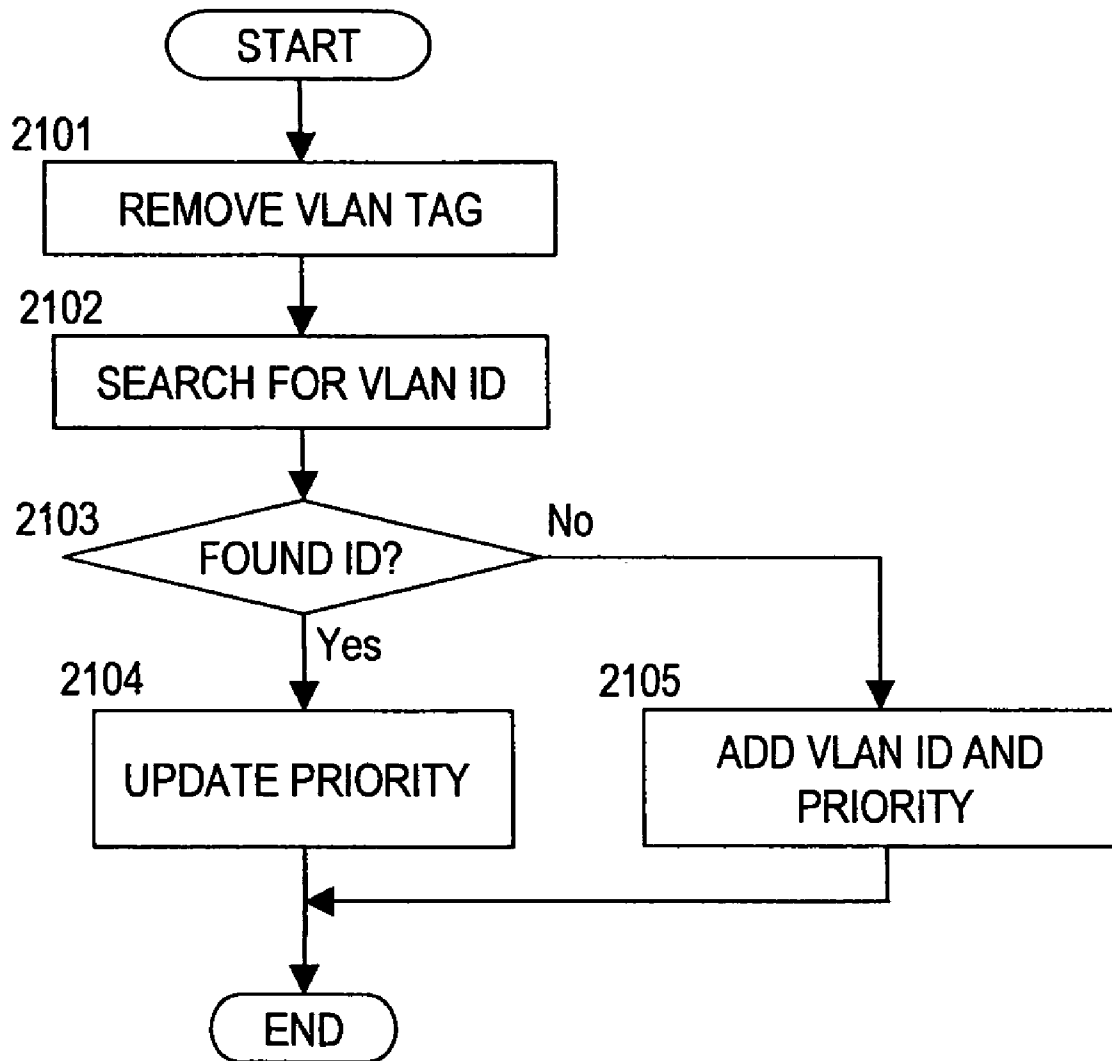 START
2101
REMOVE VLAN TAG
2102
SEARCH FOR VLAN ID
2103
FOUND ID?
No
Yes
2104
UPDATE PRIORITY
2105
ADD VLAN ID AND
PRIORITY
END